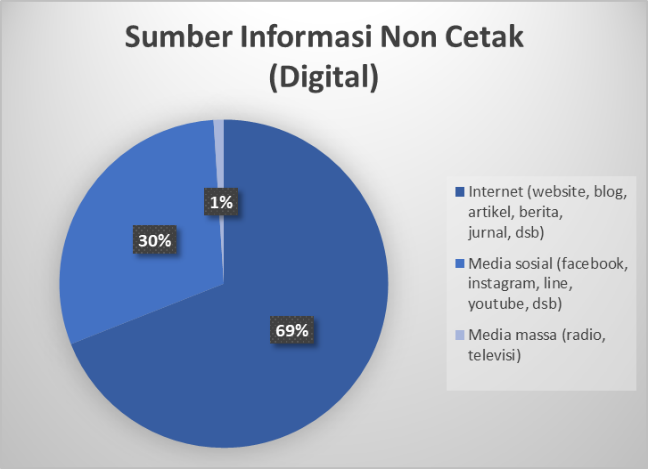 Sumber Informasi Non Cetak
(Digital)
1%
30%
69%
Internet (website, blog,
artikel, berita,
jurnal, dsb)
Media sosial (facebook,
instagram, line,
youtube, dsb)
Media massa (radio,
televisi)